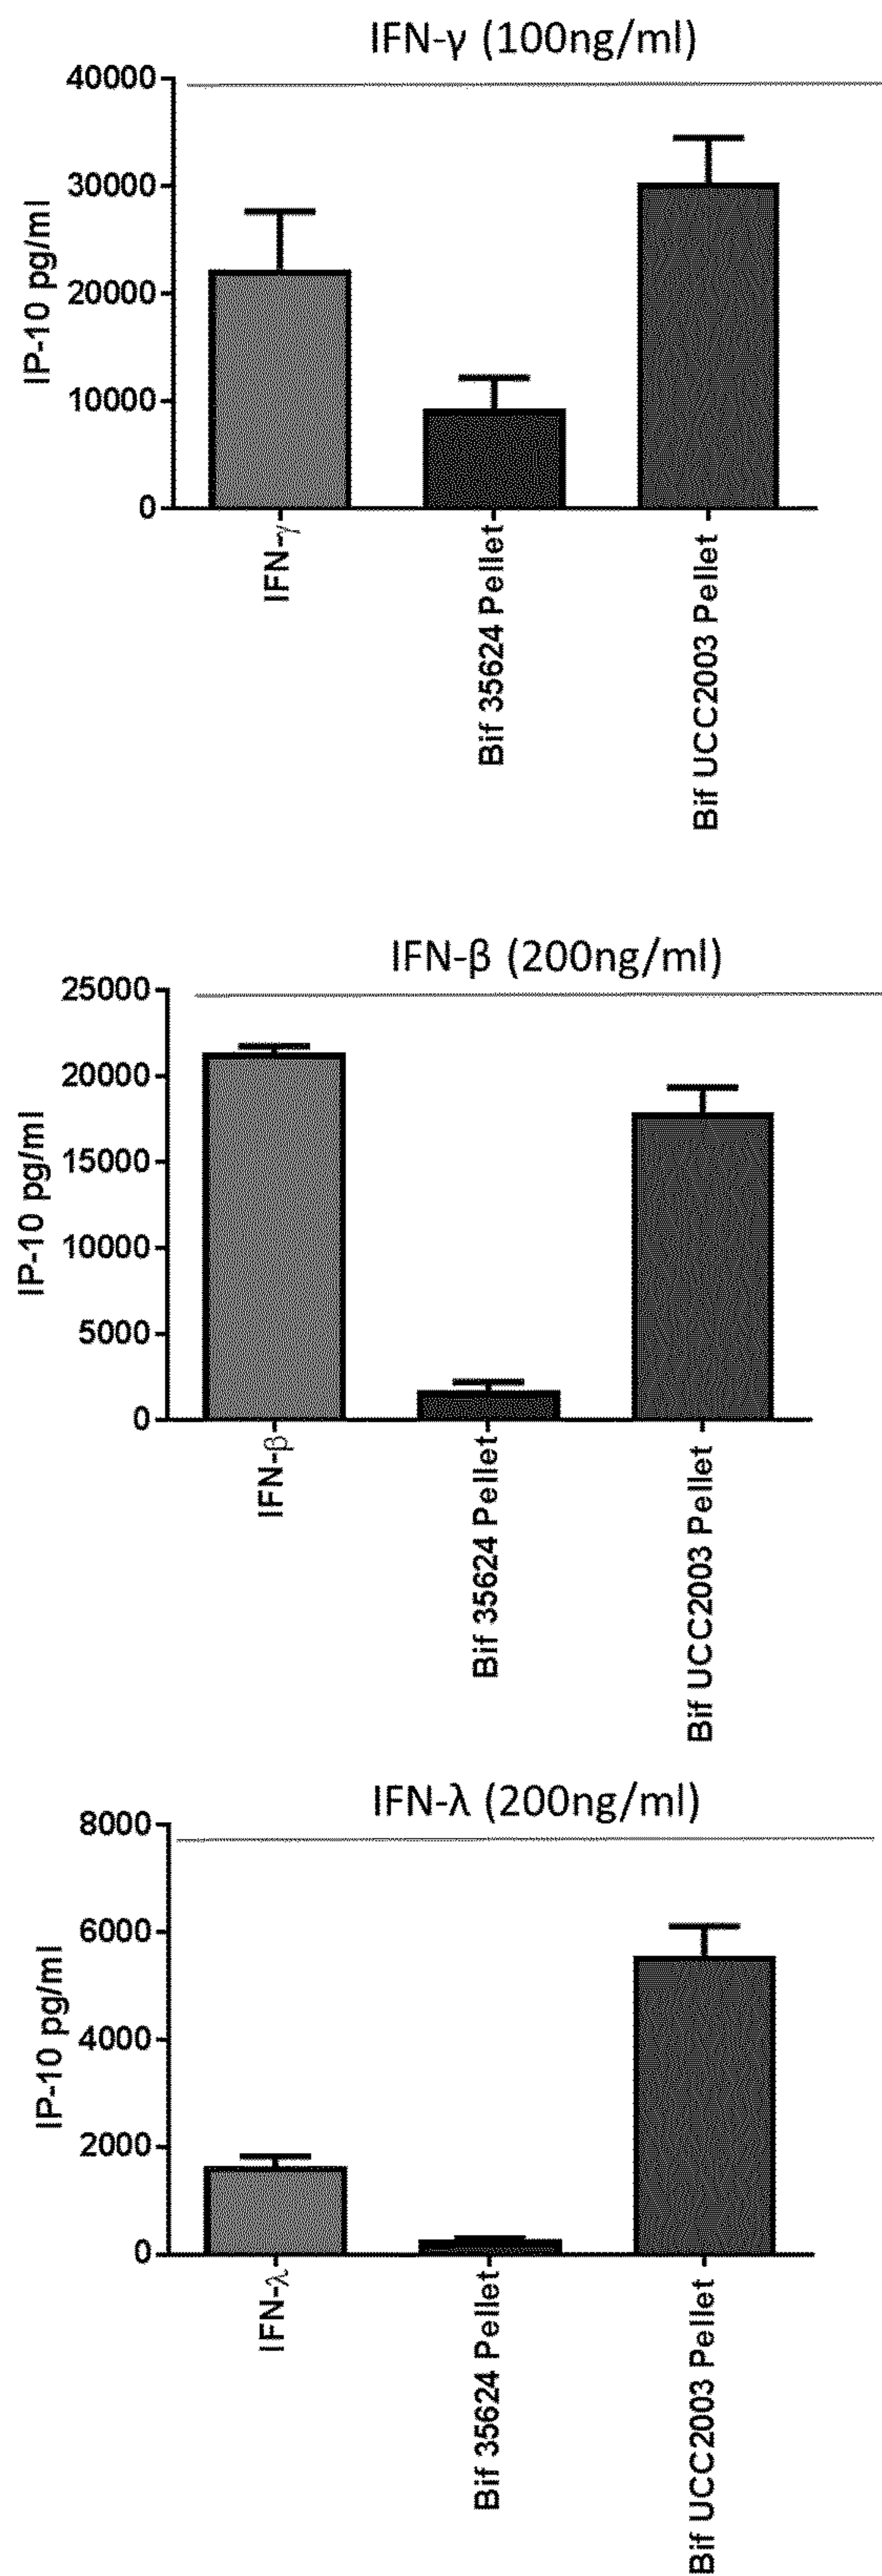 IFN-γ (100ng/ml)
40000
30000
20000
10000
0
IP-10 pg/ml
IFN-γ
Bif 35624 Pellet
Bif UCC2003 Pellet
IFN-β (200ng/ml)
25000
20000
15000
10000
5000
0
IP-10 pg/ml
IFN-β
Bif 35624 Pellet
Bif UCC2003 Pellet
IFN-λ (200ng/ml)
8000
6000
4000
2000
0
IP-10 pg/ml
IFN-λ
Bif 35624 Pellet
Bif UCC2003 Pellet